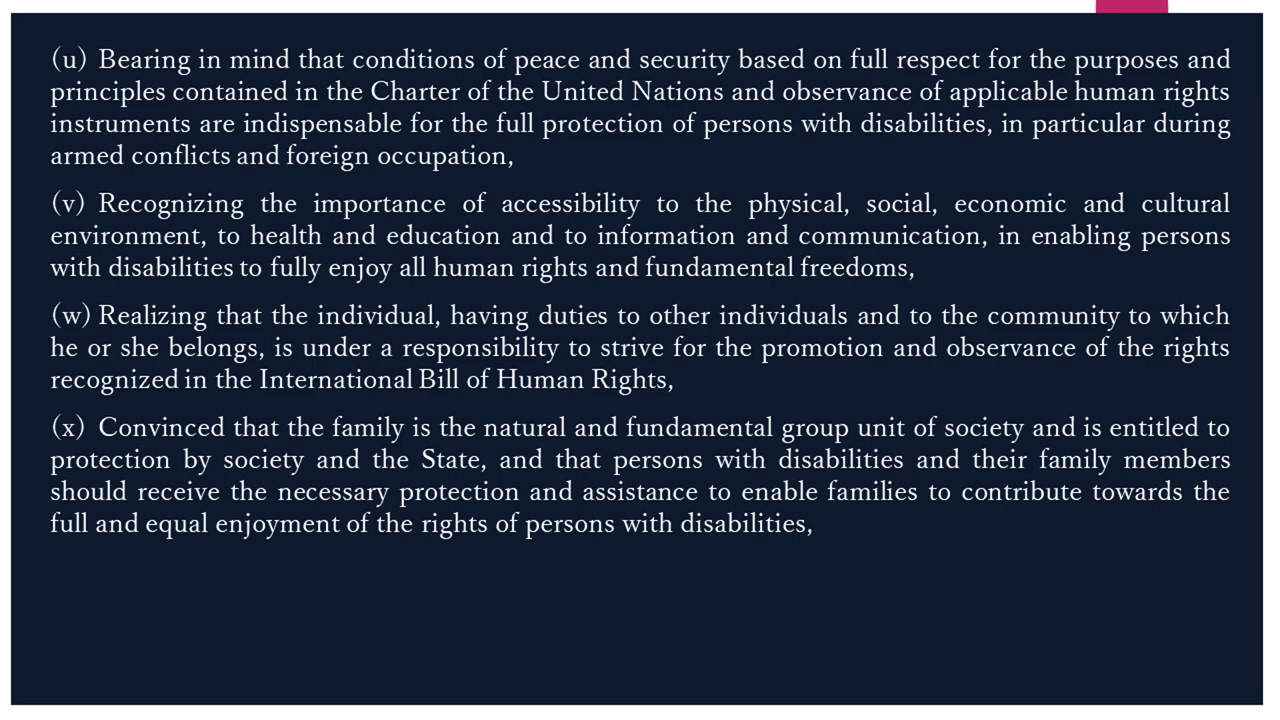 (u) Bearing in mind that conditions of peace and security based on full respect for the purposes and
principles contained in the Charter of the United Nations and observance of applicable human rights
instruments are indispensable for the full protection of persons with disabilities, in particular during
armed conflicts and foreign occupation,
(v) Recognizing the importance of accessibility to the physical, social, economic and cultural
environment, to health and education and to information and communication, in enabling persons
with disabilities to fully enjoy all human rights and fundamental freedoms,
(w) Realizing that the individual, having duties to other individuals and to the community to which
he or she belongs, is under a responsibility to strive for the promotion and observance of the rights
recognized in the International Bill of Human Rights,
(x) Convinced that the family is the natural and fundamental group unit of society and is entitled to
protection by society and the State, and that persons with disabilities and their family members
should receive the necessary protection and assistance to enable families to contribute towards the
full and equal enjoyment of the rights of persons with disabilities,